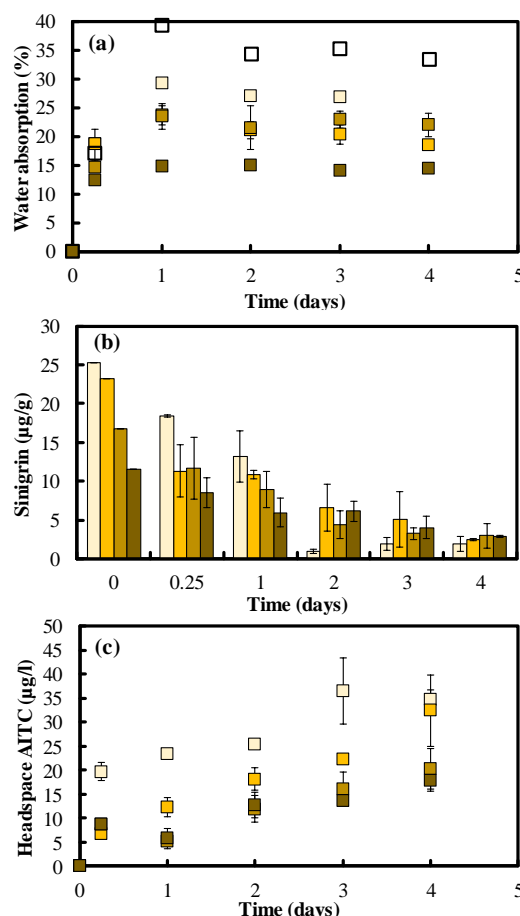 (a)
Water absorption (%)
40
35
30
25
20
15
10
5
0
0 1 2 3 4 5
Time (days)
(b)
Sinigrin (µg/g)
30
25
20
15
10
5
0
0 0.25 1 2 3 4
Time (days)
(c)
Headspace AITC (µg/l)
50
45
40
35
30
25
20
15
10
5
0
0 1 2 3 4 5
Time (days)